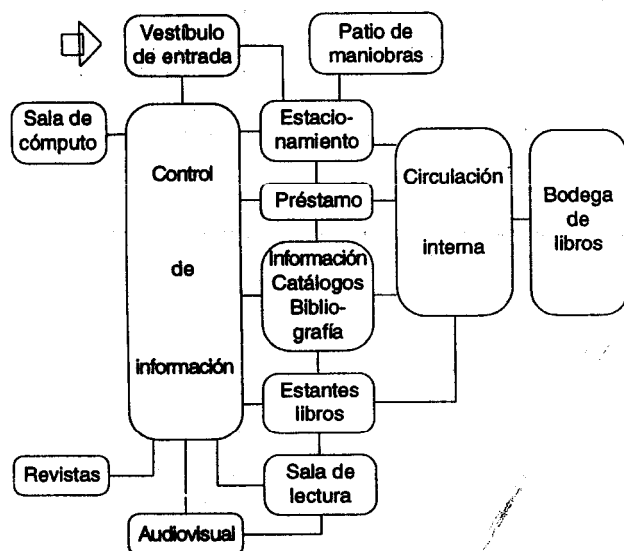 Vestíbulo
de entrada
Patio de
maniobras
Sala de
cómputo
Estacio-
namiento
Control
de
información
Préstamo
Información
Catálogos
Biblio-
grafía
Circulación
interna
Bodega
de
libros
Estantes
libros
Revistas
Sala de
lectura
Audiovisual